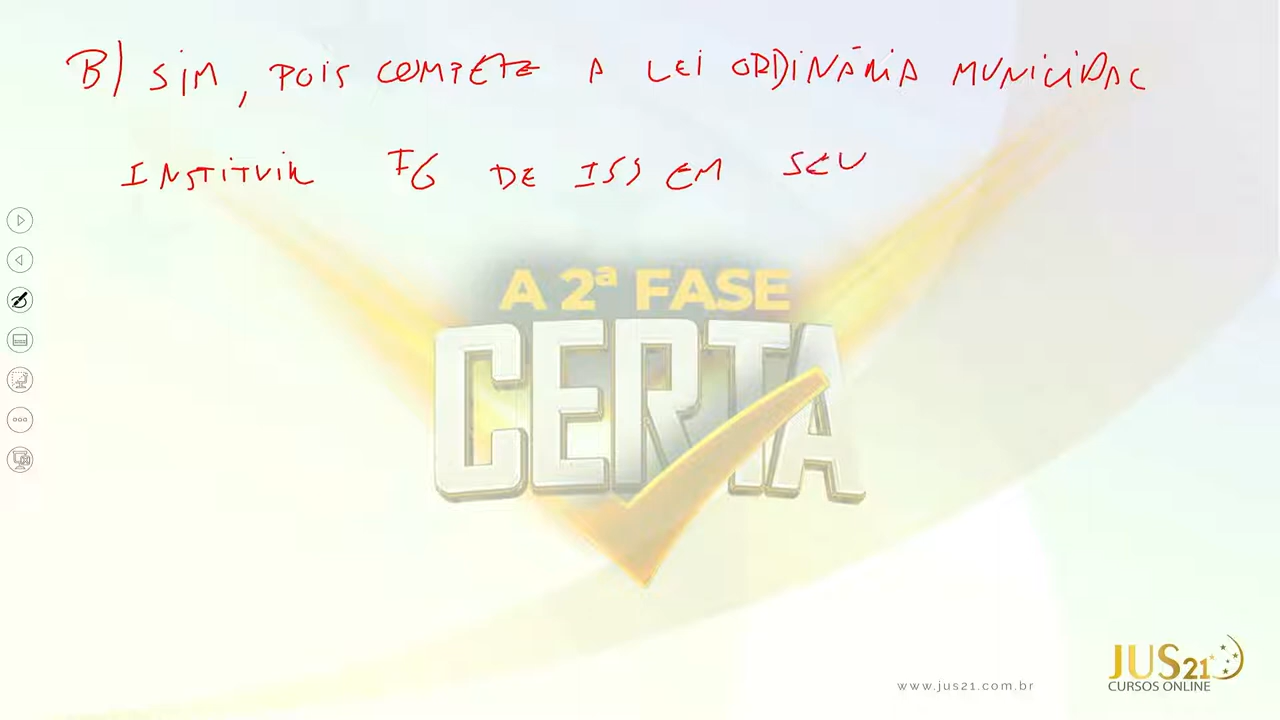 B) SIM, POIS COMPETE A LEI ORDINÁRIA MUNICIPAL
INSTITUIR FG DE ISS EM SEU
A 2ª FASE
CERTA
JUS21
CURSOS ONLINE
www.jus21.com.br